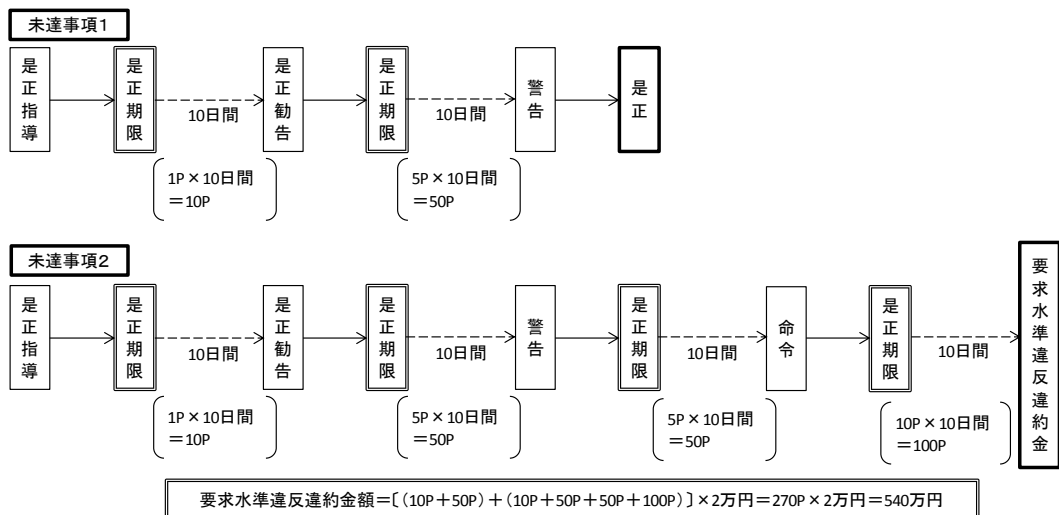 未達事項1
是正指導
是正期限
10日間
是正勧告
是正期限
10日間
警告
是正
1P×10日間
＝10P
5P×10日間
＝50P
未達事項2
是正指導
是正期限
10日間
是正勧告
是正期限
10日間
警告
是正期限
10日間
命令
是正期限
10日間
要求水準違反違約金
1P×10日間
＝10P
5P×10日間
＝50P
5P×10日間
＝50P
10P×10日間
＝100P
要求水準違反違約金額＝〔(10P＋50P)＋(10P＋50P＋50P＋100P)〕×2万円＝270P×2万円＝540万円